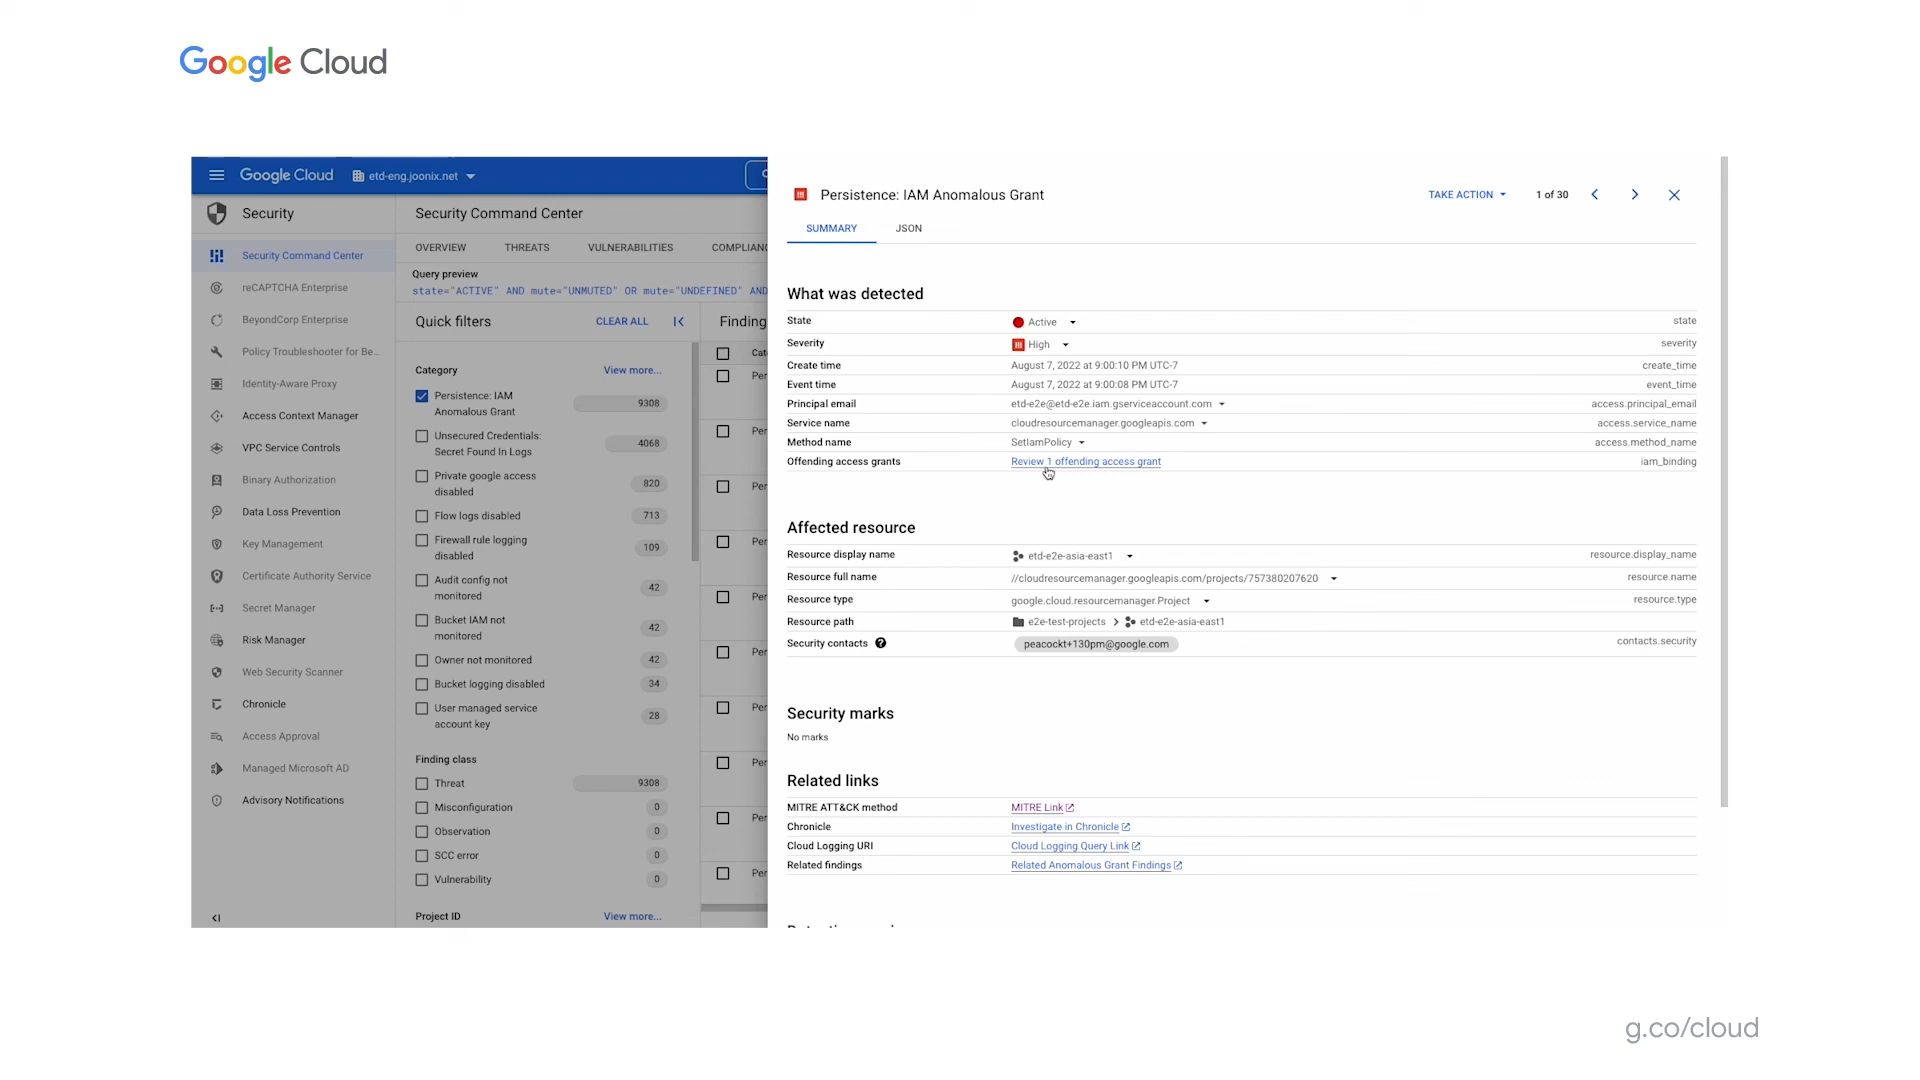 Google Cloud
Google Cloud
etd-eng.joonix.net
Security
Security Command Center
reCAPTCHA Enterprise
BeyondCorp Enterprise
Policy Troubleshooter for Be...
Identity-Aware Proxy
Access Context Manager
VPC Service Controls
Binary Authorization
Data Loss Prevention
Key Management
Certificate Authority Service
Secret Manager
Risk Manager
Web Security Scanner
Chronicle
Access Approval
Managed Microsoft AD
Advisory Notifications
Security Command Center
OVERVIEW THREATS VULNERABILITIES COMPLIANC
Query preview
state="ACTIVE" AND mute="UNMUTED" OR mute="UNDEFINED" AND
Quick filters CLEAR ALL
Category View more...
Persistence: IAM
Anomalous Grant 9308
Unsecured Credentials:
Secret Found In Logs 4068
Private google access
disabled 820
Flow logs disabled 713
Firewall rule logging
disabled 109
Audit config not
monitored 42
Bucket IAM not
monitored 42
Owner not monitored 42
Bucket logging disabled 34
User managed service
account key 28
Finding class
Threat 9308
Misconfiguration 0
Observation 0
SCC error 0
Vulnerability 0
Project ID View more...
Finding
Cat
Per
Per
Per
Per
Per
Per
Per
Per
Per
Per
Persistence: IAM Anomalous Grant
TAKE ACTION 1 of 30
SUMMARY JSON
What was detected
State Active state
Severity High severity
Create time August 7, 2022 at 9:00:10 PM UTC-7 create_time
Event time August 7, 2022 at 9:00:08 PM UTC-7 event_time
Principal email etd-e2e@etd-e2e.iam.gserviceaccount.com access.principal_email
Service name cloudresourcemanager.googleapis.com access.service_name
Method name SetIamPolicy access.method_name
Offending access grants Review 1 offending access grant iam_binding
Affected resource
Resource display name etd-e2e-asia-east1 resource.display_name
Resource full name //cloudresourcemanager.googleapis.com/projects/757380207620 resource.name
Resource type google.cloud.resourcemanager.Project resource.type
Resource path e2e-test-projects > etd-e2e-asia-east1
Security contacts ? peacockt+130pm@google.com contacts.security
Security marks
No marks
Related links
MITRE ATT&CK method MITRE Link
Chronicle Investigate in Chronicle
Cloud Logging URI Cloud Logging Query Link
Related findings Related Anomalous Grant Findings
g.co/cloud